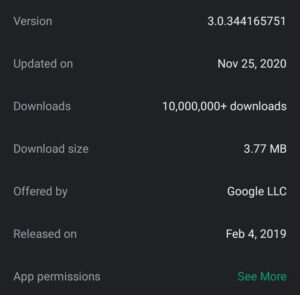 Version 3.0.344165751
Updated on Nov 25, 2020
Downloads 10,000,000+ downloads
Download size 3.77 MB
Offered by Google LLC
Released on Feb 4, 2019
App permissions See More